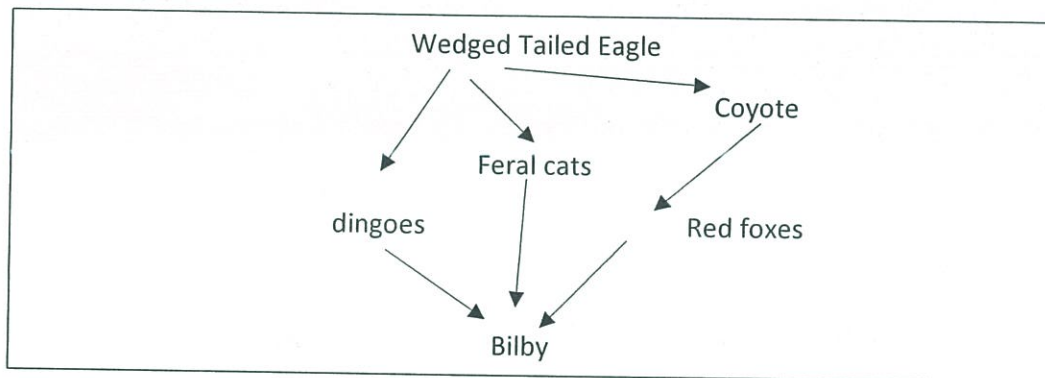 Wedged Tailed Eagle
Coyote
Feral cats
dingoes
Red foxes
Bilby